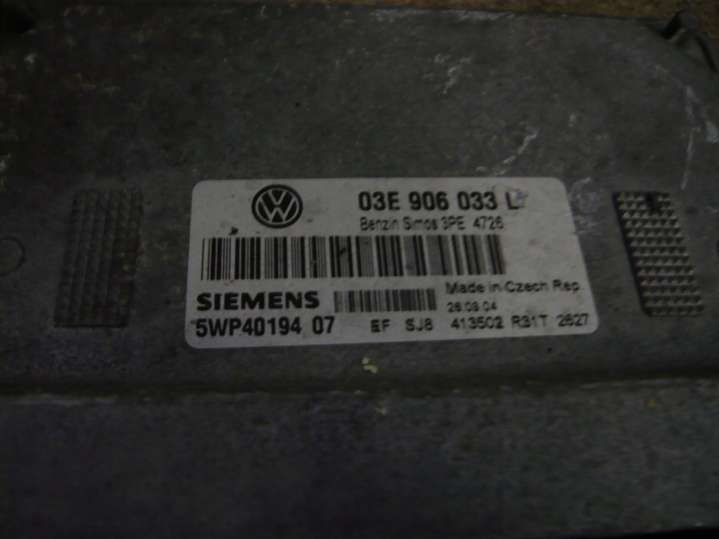 03E 906 033 L
Benzin Simos 3PE 4726
Made in Czech Rep
SIEMENS
26.09.04
5WP40194 07 EF SJ8 413502 R31T 2627